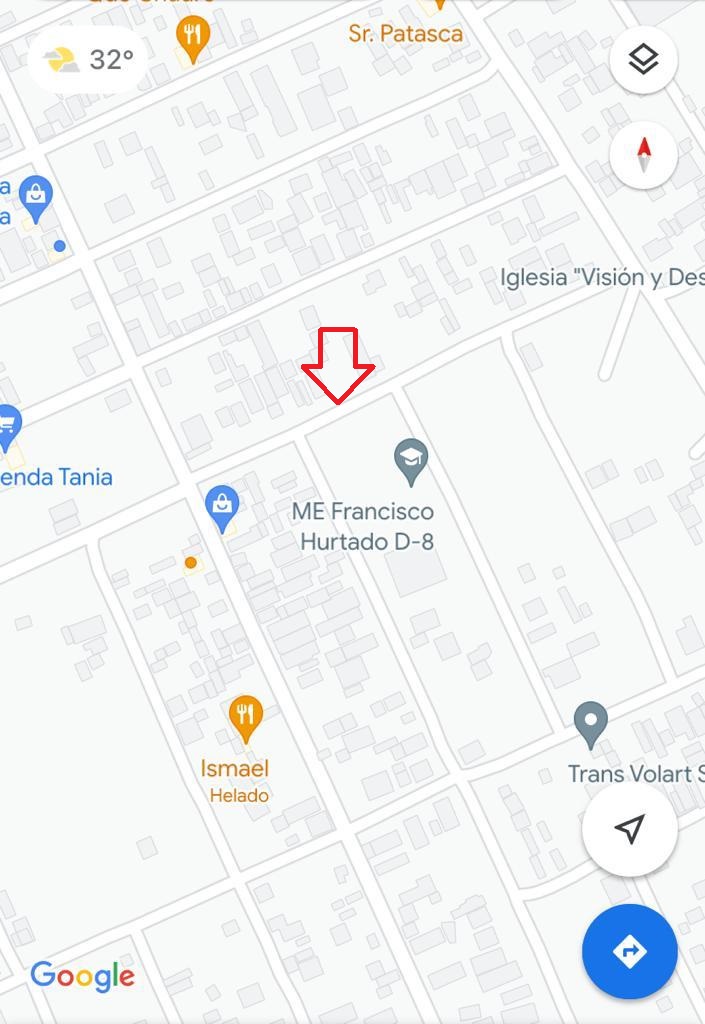 Sr. Patasca
32°
a
a
Iglesia "Visión y Des
enda Tania
ME Francisco
Hurtado D-8
Ismael
Helado
Trans Volart S
Google